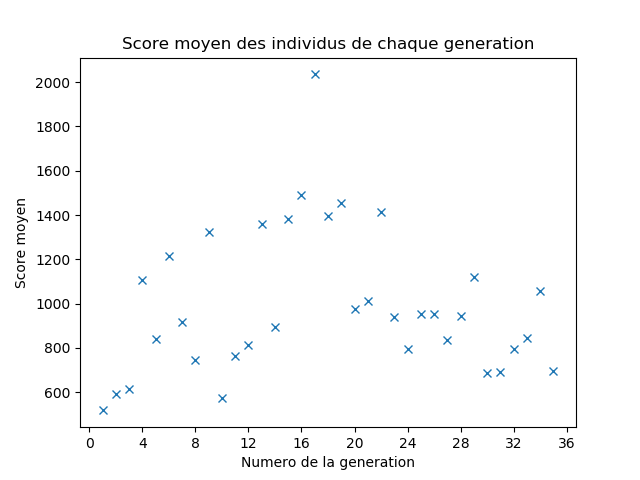 Score moyen des individus de chaque generation
2000
1800
1600
1400
1200
1000
800
600
Score moyen
0 4 8 12 16 20 24 28 32 36
Numero de la generation